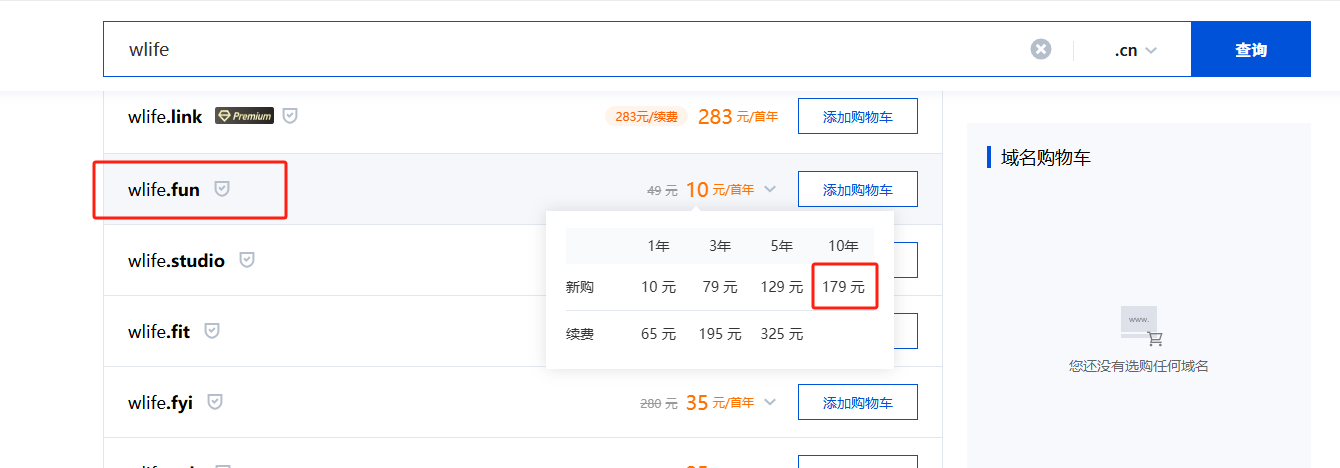 wlife
.cn
查询
wlife.link Premium 283元/续费 283 元/首年 添加购物车
wlife.fun 49 元 10 元/首年 添加购物车
域名购物车
1年 3年 5年 10年
新购 10 元 79 元 129 元 179 元
续费 65 元 195 元 325 元
wlife.studio
wlife.fit
www.
您还没有选购任何域名
wlife.fyi 280 元 35 元/首年 添加购物车